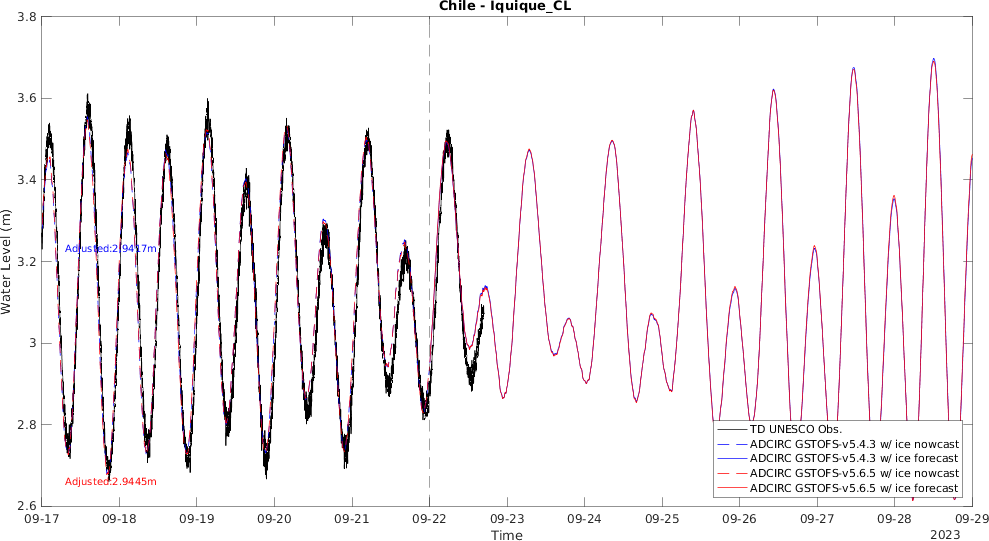 Chile - Iquique_CL
3.8
3.6
3.4
3.2
3
2.8
2.6
Water Level (m)
Adjusted:2.9417m
Adjusted:2.9445m
TD UNESCO Obs.
ADCIRC GSTOFS-v5.4.3 w/ ice nowcast
ADCIRC GSTOFS-v5.4.3 w/ ice forecast
ADCIRC GSTOFS-v5.6.5 w/ ice nowcast
ADCIRC GSTOFS-v5.6.5 w/ ice forecast
09-17 09-18 09-19 09-20 09-21 09-22 09-23 09-24 09-25 09-26 09-27 09-28 09-29
Time
2023